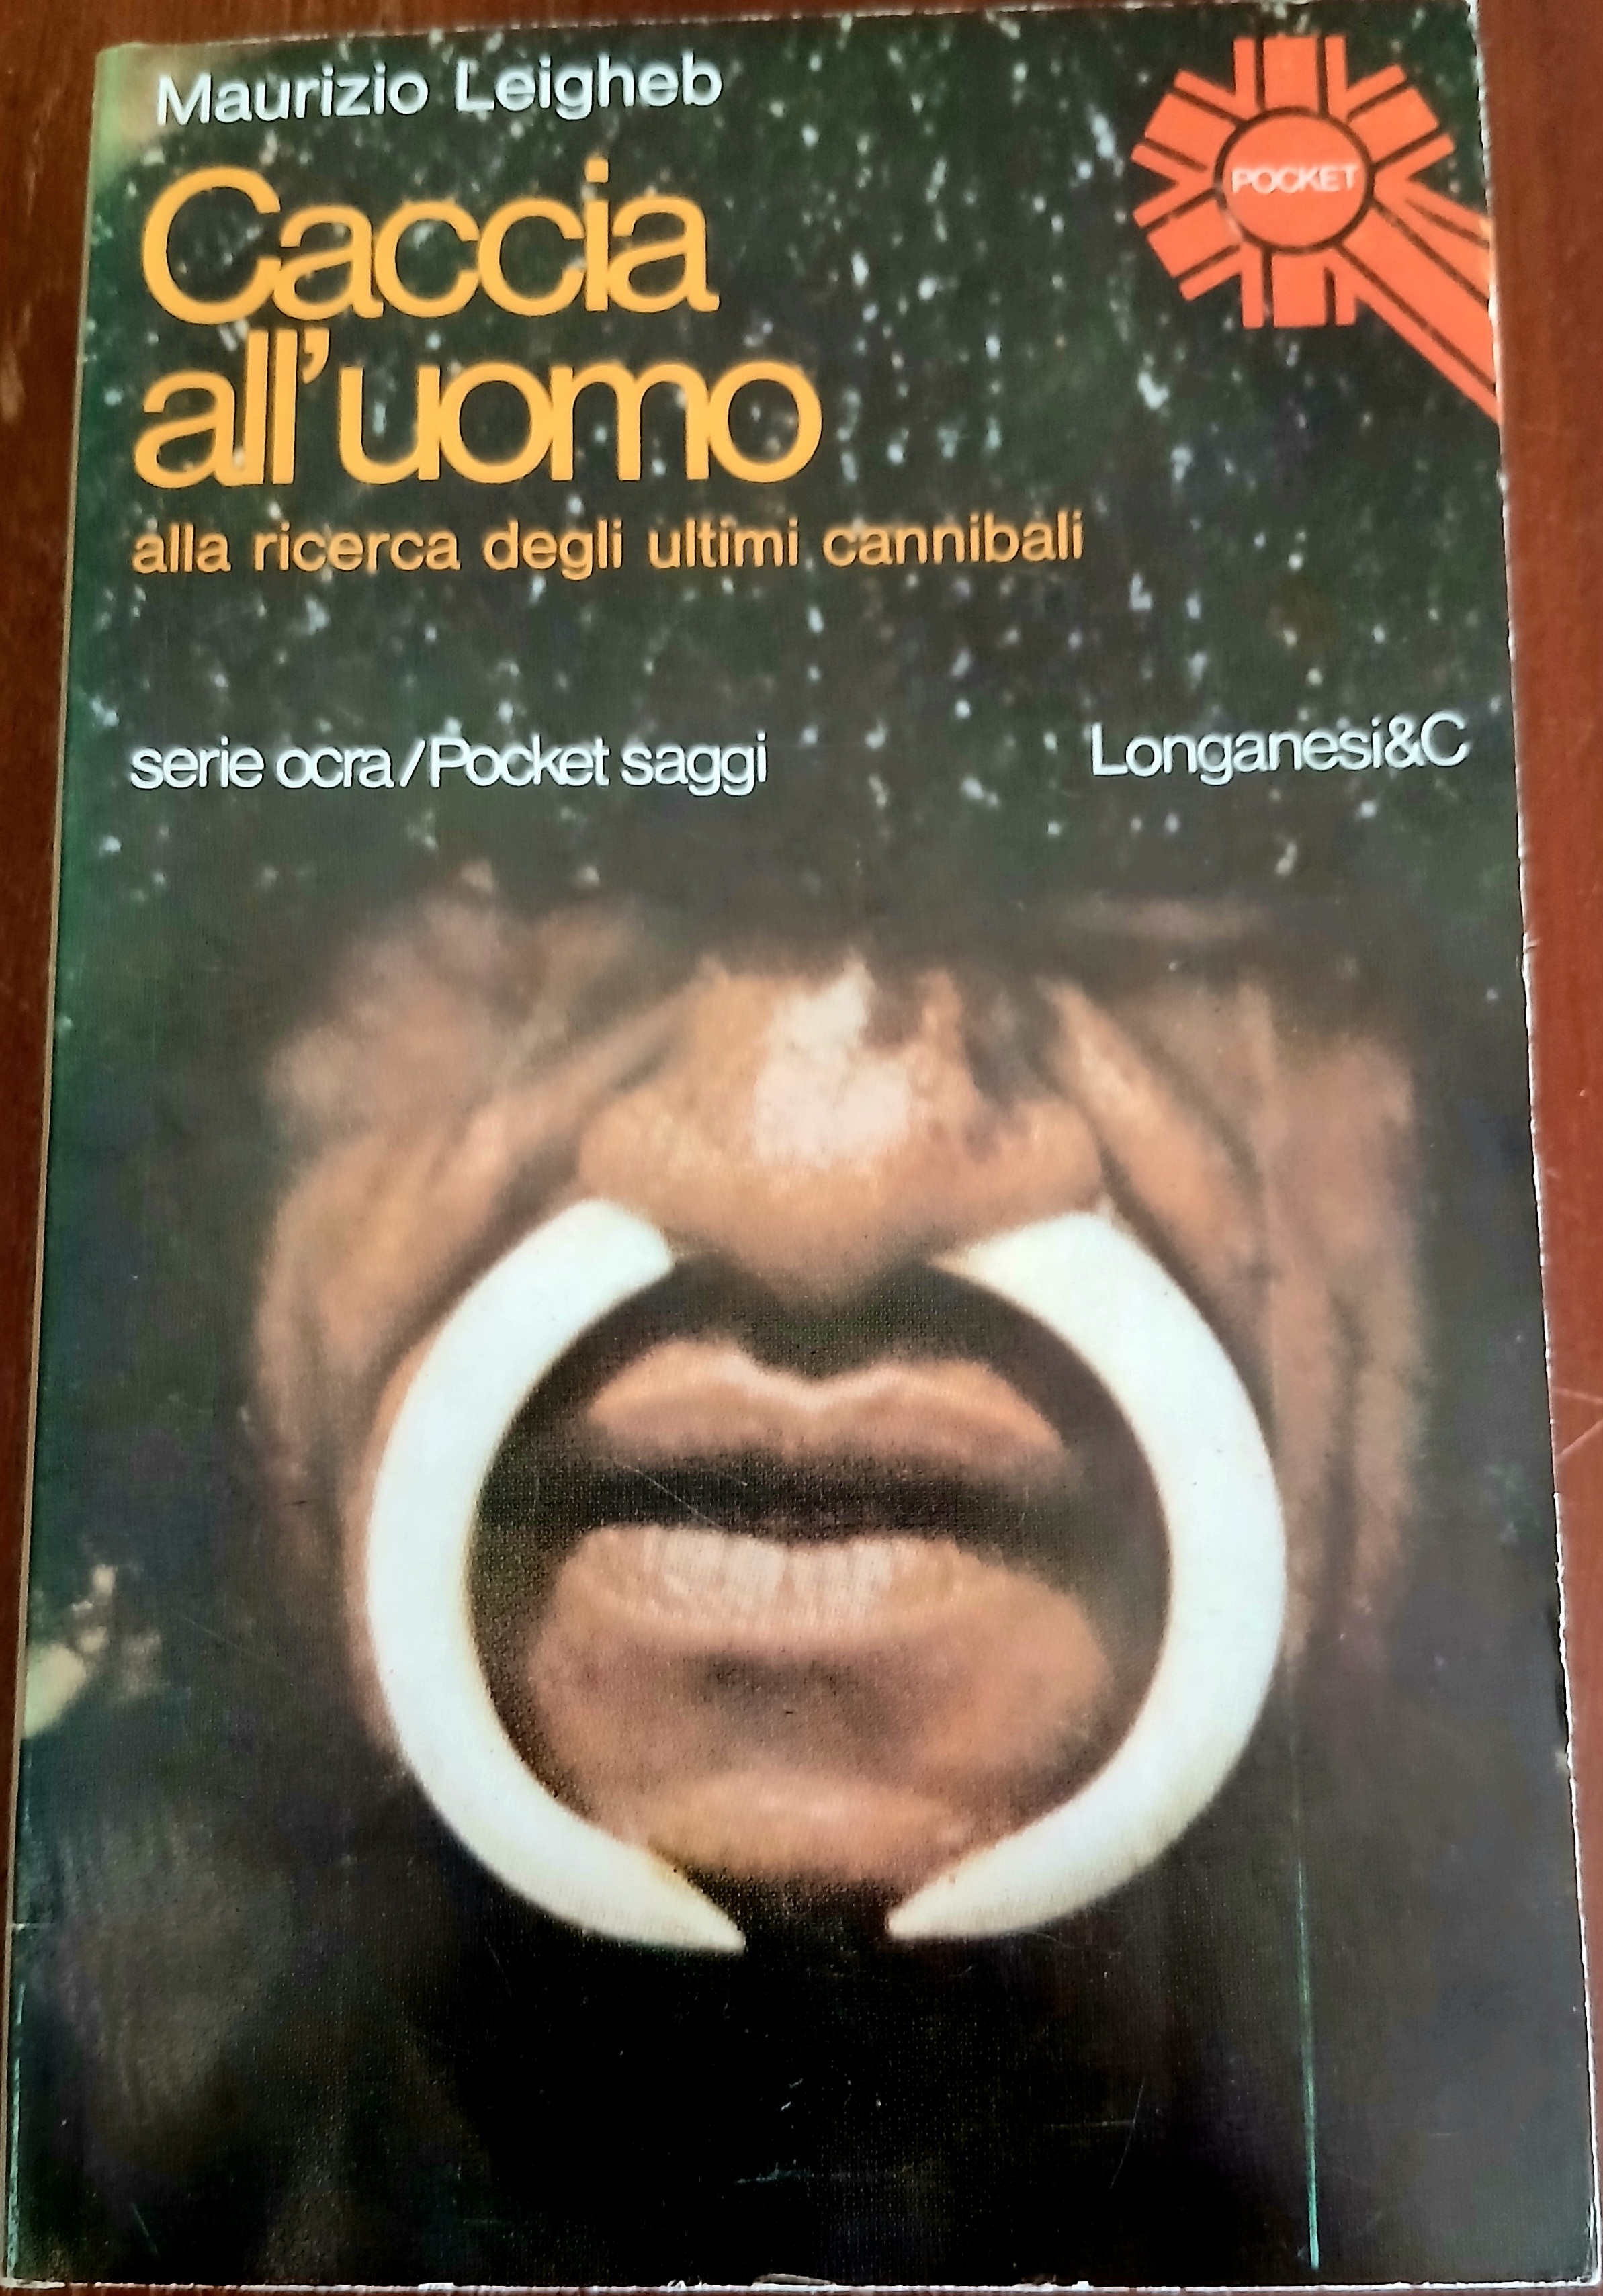 Maurizio Leigheb
POCKET
Caccia
all'uomo
alla ricerca degli ultimi cannibali
serie ocra/Pocket saggi
Longanesi&C